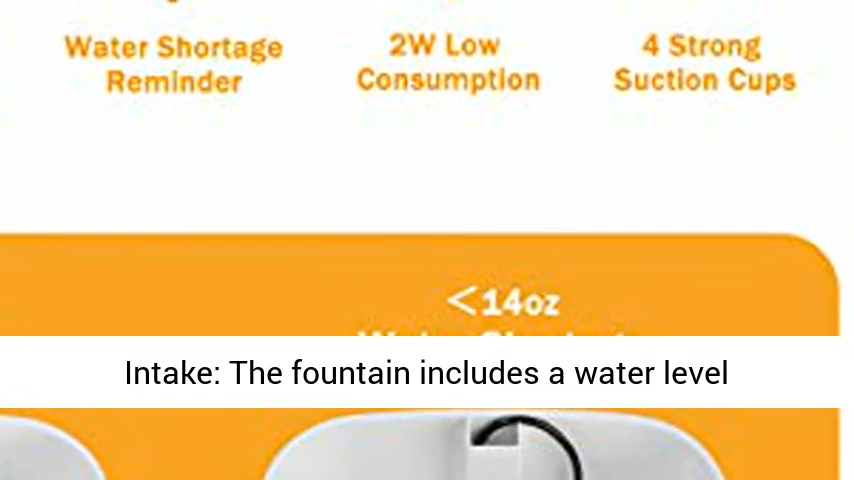 Water Shortage
Reminder
2W Low
Consumption
4 Strong
Suction Cups
<14oz
Intake: The fountain includes a water level